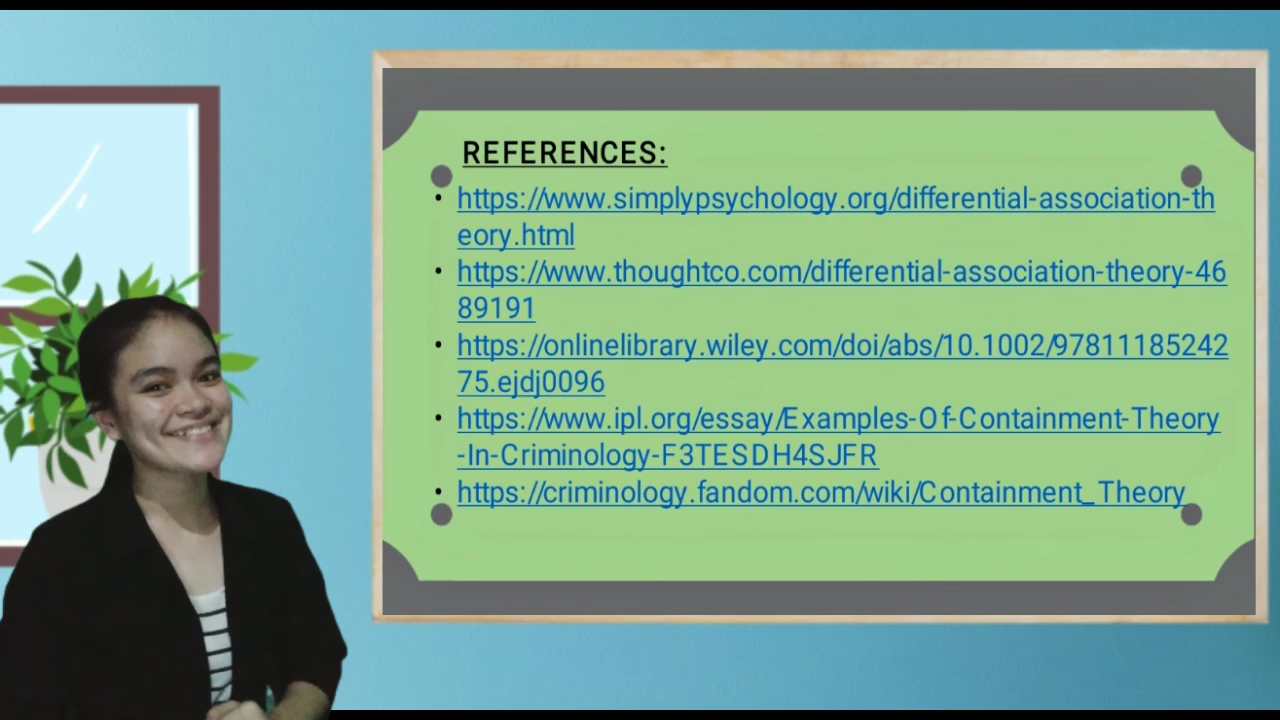 REFERENCES:
• https://www.simplypsychology.org/differential-association-th
eory.html
• https://www.thoughtco.com/differential-association-theory-46
89191
• https://onlinelibrary.wiley.com/doi/abs/10.1002/97811185242
75.ejdj0096
• https://www.ipl.org/essay/Examples-Of-Containment-Theory
-In-Criminology-F3TESDH4SJFR
• https://criminology.fandom.com/wiki/Containment_Theory